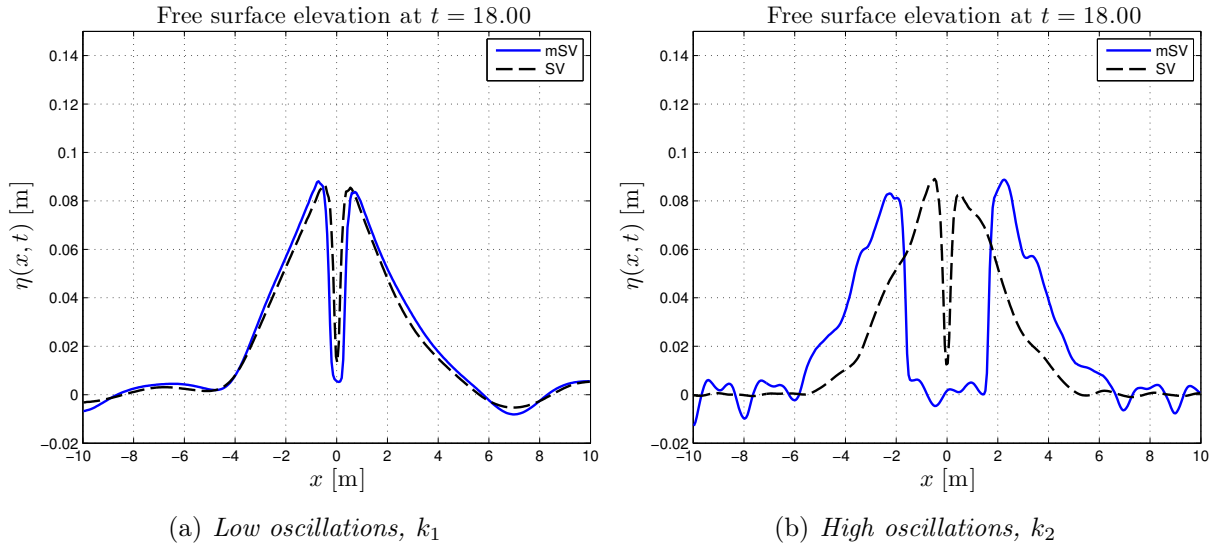 Free surface elevation at t = 18.00
mSV
SV
0.14
0.12
0.1
0.08
0.06
0.04
0.02
0
−0.02
η(x, t) [m]
−10 −8 −6 −4 −2 0 2 4 6 8 10
x [m]
(a) Low oscillations, k₁
Free surface elevation at t = 18.00
mSV
SV
0.14
0.12
0.1
0.08
0.06
0.04
0.02
0
−0.02
η(x, t) [m]
−10 −8 −6 −4 −2 0 2 4 6 8 10
x [m]
(b) High oscillations, k₂